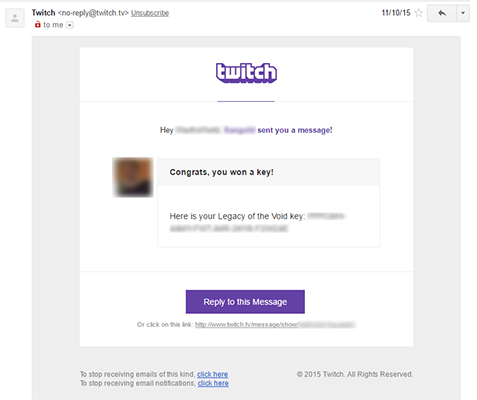 Twitch <no-reply@twitch.tv> Unsubscribe 11/10/15
to me
twitch
Hey sent you a message!
Congrats, you won a key!
Here is your Legacy of the Void key:
Reply to this Message
Or click on this link: http://www.twitch.tv/message/show/
To stop receiving emails of this kind, click here © 2015 Twitch. All Rights Reserved.
To stop receiving email notifications, click here